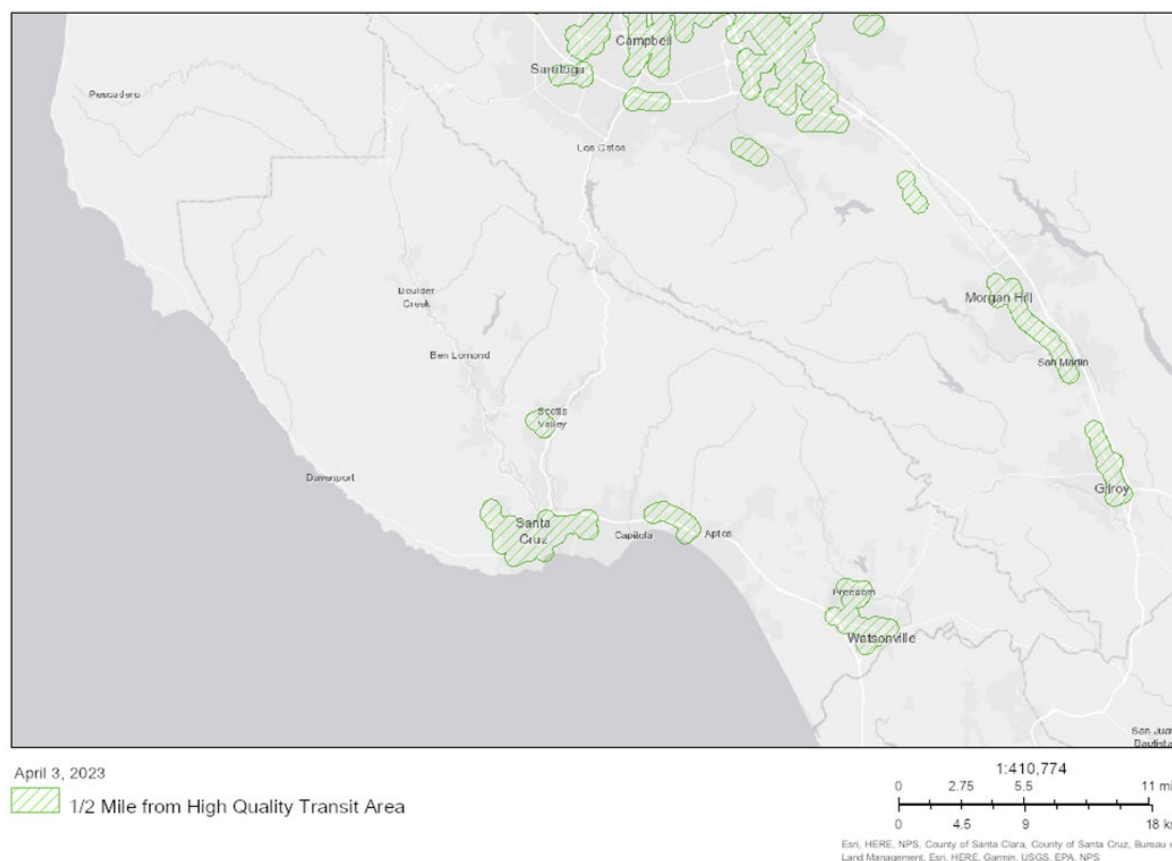 Campbell
Saratoga
Pescadero
Los Gatos
Boulder
Creek
Morgan Hill
Ben Lomond
San Martin
Scotts
Valley
Davenport
Gilroy
Santa
Cruz
Capitola
Aptos
Freedom
Watsonville
San Juan
Bautista
April 3, 2023
1/2 Mile from High Quality Transit Area
1:410,774
0 2.75 5.5 11 mi
0 4.5 9 18 km
Esri, HERE, NPS, County of Santa Clara, County of Santa Cruz, Bureau o
Land Management, Esri, HERE, Garmin, USGS, EPA, NPS